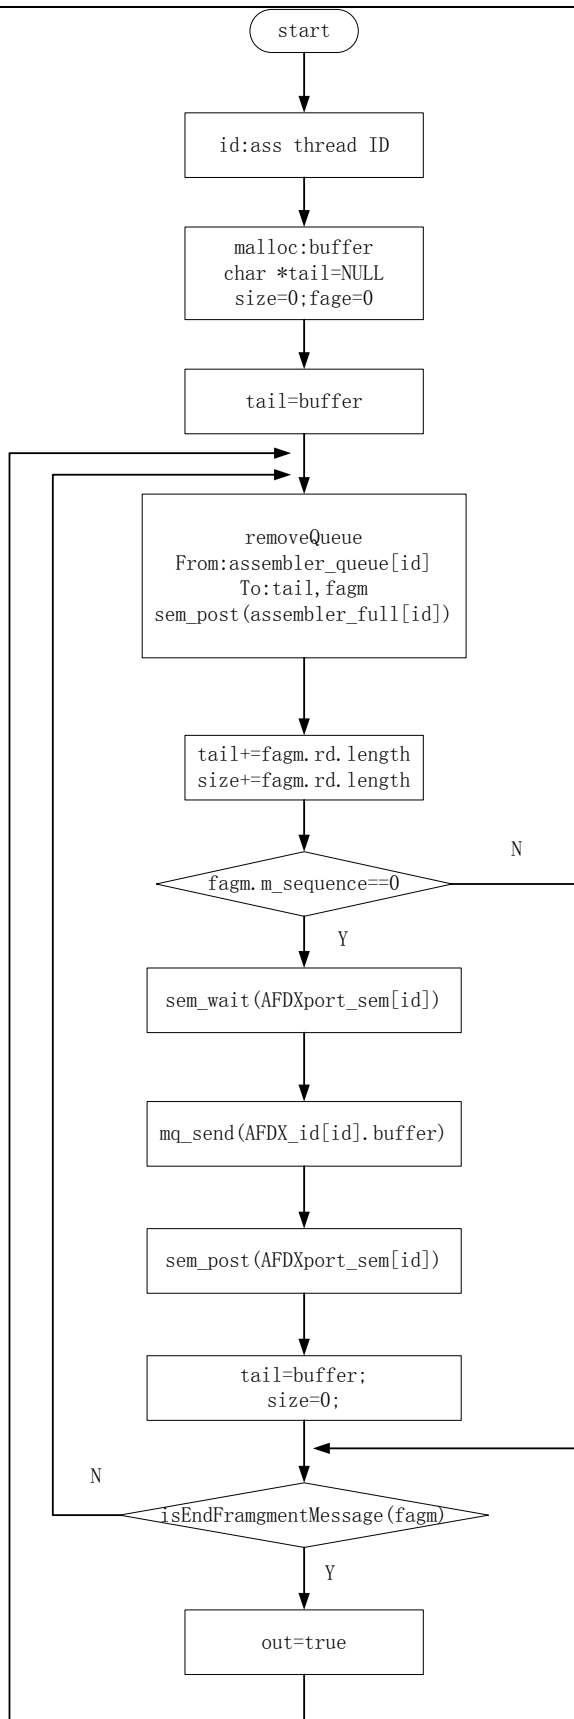 start
id:ass thread ID
malloc:buffer
char *tail=NULL
size=0;fage=0
tail=buffer
removeQueue
From:assembler_queue[id]
To:tail,fagm
sem_post(assembler_full[id])
tail+=fagm.rd.length
size+=fagm.rd.length
N
fagm.m_sequence==0
Y
sem_wait(AFDXport_sem[id])
mq_send(AFDX_id[id].buffer)
sem_post(AFDXport_sem[id])
tail=buffer;
size=0;
N
isEndFramgmentMessage(fagm)
Y
out=true